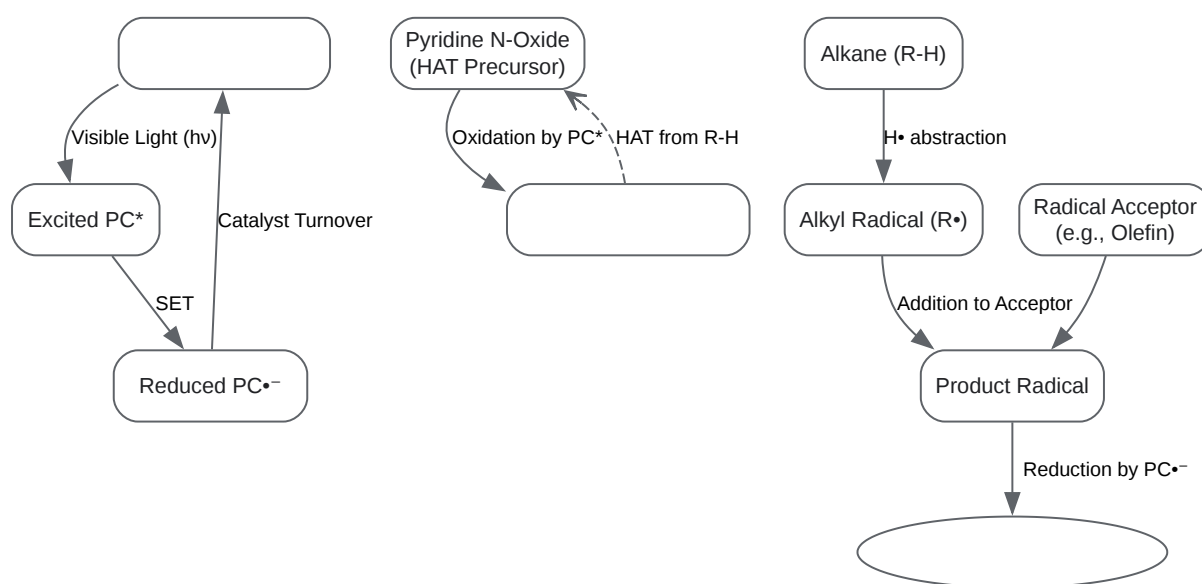 Pyridine N-Oxide
(HAT Precursor)
Alkane (R-H)
Visible Light (hν)
Oxidation by PC*
HAT from R-H
H• abstraction
Excited PC*
Catalyst Turnover
Alkyl Radical (R•)
Radical Acceptor
(e.g., Olefin)
SET
Addition to Acceptor
Reduced PC•⁻
Product Radical
Reduction by PC•⁻